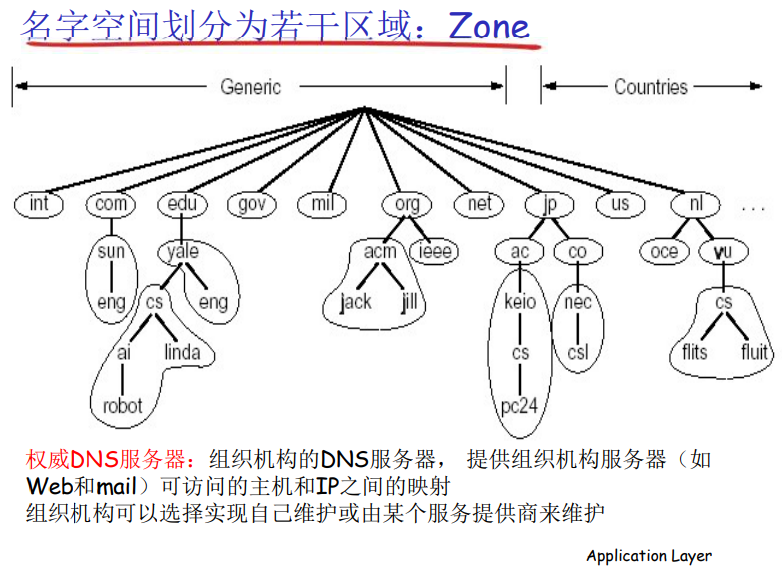 名字空间划分为若干区域：Zone
Generic Countries
int com edu gov mil org net jp us nl ...
sun yale acm ieee ac co oce vu
eng cs eng jack jill keio nec cs
ai linda cs csl flits fluit
robot pc24
权威DNS服务器：组织机构的DNS服务器， 提供组织机构服务器（如
Web和mail）可访问的主机和IP之间的映射
组织机构可以选择实现自己维护或由某个服务提供商来维护
Application Layer